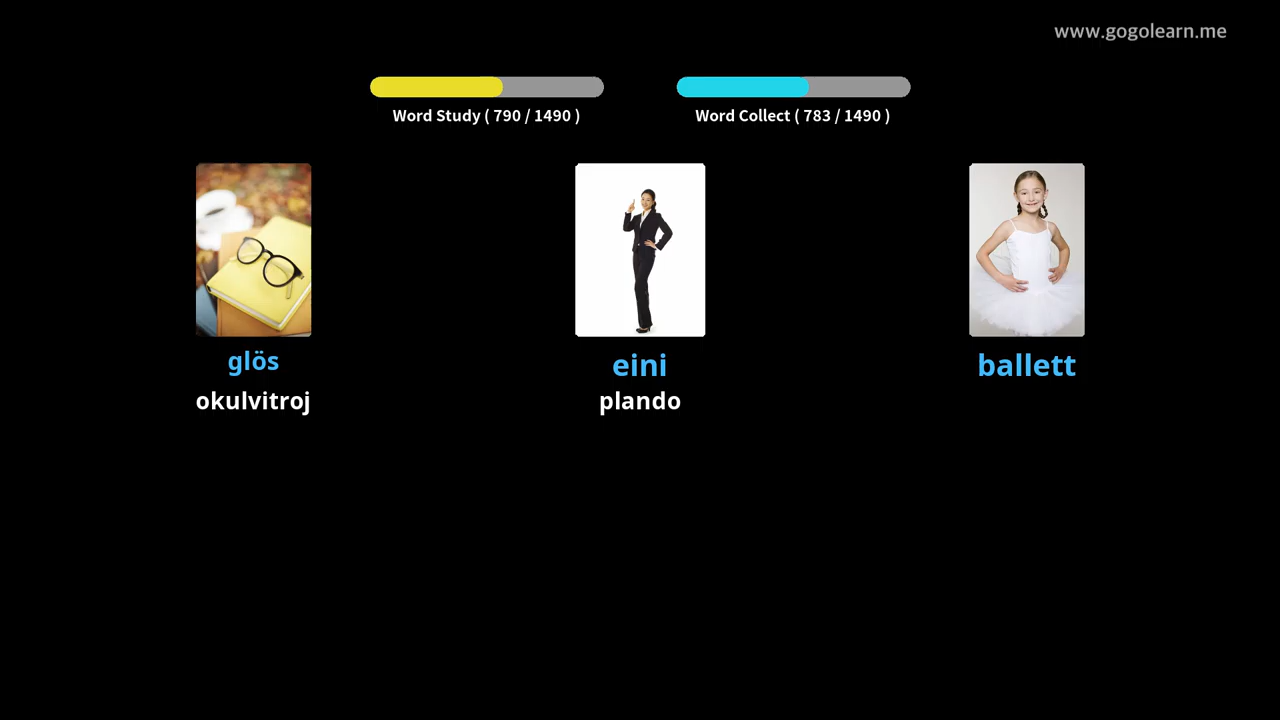 www.gogolearn.me
Word Study ( 790 / 1490 )
Word Collect ( 783 / 1490 )
glös
eini
ballett
okulvitroj
plando